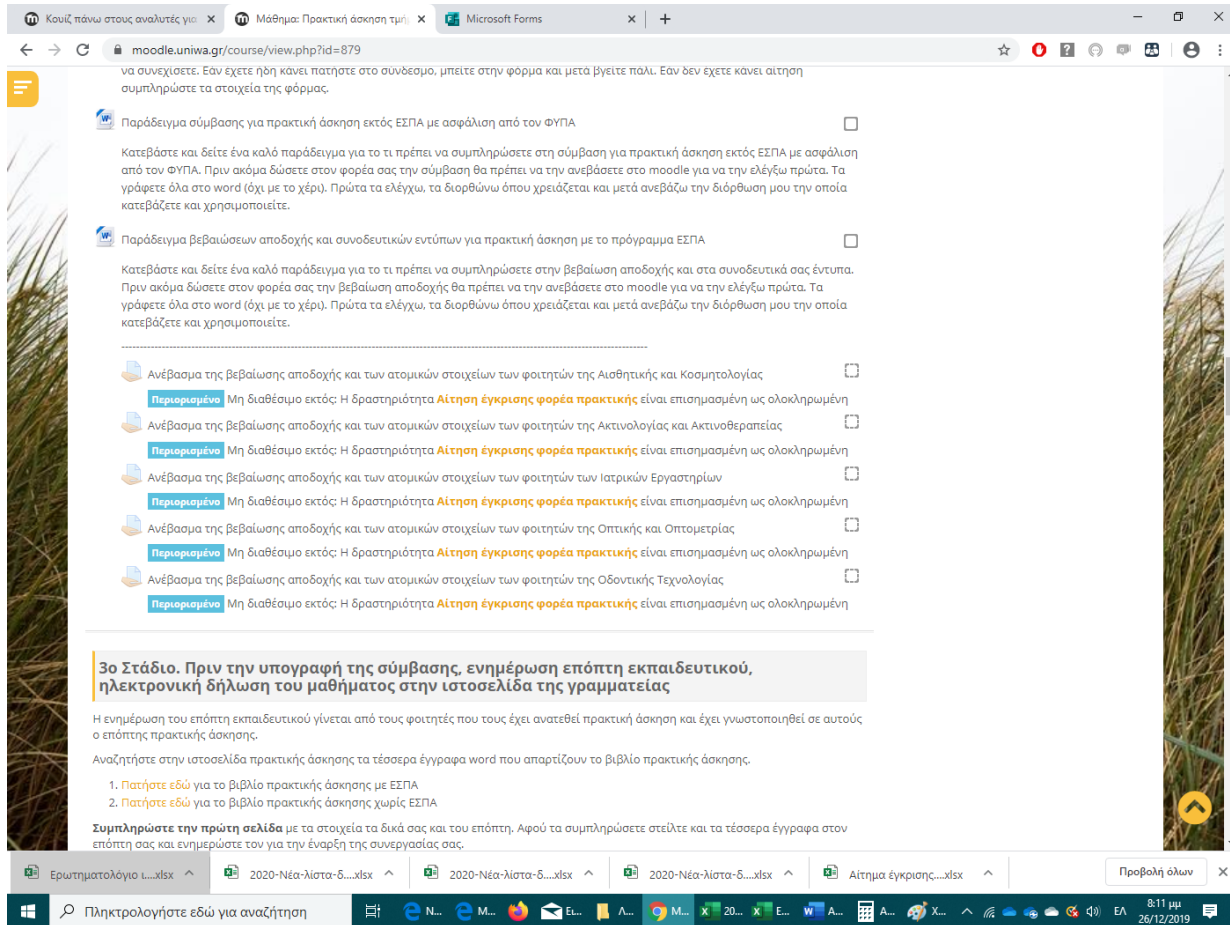 Κουίζ πάνω στους αναλυτές για
Μάθημα: Πρακτική άσκηση τμή
Microsoft Forms
moodle.uniwa.gr/course/view.php?id=879
να συνεχίσετε. Εάν έχετε ήδη κάνει πατήστε στο σύνδεσμο, μπείτε στην φόρμα και μετά βγείτε πάλι. Εάν δεν έχετε κάνει αίτηση
συμπληρώστε τα στοιχεία της φόρμας.
Παράδειγμα σύμβασης για πρακτική άσκηση εκτός ΕΣΠΑ με ασφάλιση από τον ΦΥΠΑ
Κατεβάστε και δείτε ένα καλό παράδειγμα για το τι πρέπει να συμπληρώσετε στη σύμβαση για πρακτική άσκηση εκτός ΕΣΠΑ με ασφάλιση
από τον ΦΥΠΑ. Πριν ακόμα δώσετε στον φορέα σας την σύμβαση θα πρέπει να την ανεβάσετε στο moodle για να την ελέγξω πρώτα. Τα
γράφετε όλα στο word (όχι με το χέρι). Πρώτα τα ελέγχω, τα διορθώνω όπου χρειάζεται και μετά ανεβάζω την διόρθωση μου την οποία
κατεβάζετε και χρησιμοποιείτε.
Παράδειγμα βεβαιώσεων αποδοχής και συνοδευτικών εντύπων για πρακτική άσκηση με το πρόγραμμα ΕΣΠΑ
Κατεβάστε και δείτε ένα καλό παράδειγμα για το τι πρέπει να συμπληρώσετε στην βεβαίωση αποδοχής και στα συνοδευτικά σας έντυπα.
Πριν ακόμα δώσετε στον φορέα σας την βεβαίωση αποδοχής θα πρέπει να την ανεβάσετε στο moodle για να την ελέγξω πρώτα. Τα
γράφετε όλα στο word (όχι με το χέρι). Πρώτα τα ελέγχω, τα διορθώνω όπου χρειάζεται και μετά ανεβάζω την διόρθωση μου την οποία
κατεβάζετε και χρησιμοποιείτε.
Ανέβασμα της βεβαίωσης αποδοχής και των ατομικών στοιχείων των φοιτητών της Αισθητικής και Κοσμητολογίας
Περιορισμένο Μη διαθέσιμο εκτός: Η δραστηριότητα Αίτηση έγκρισης φορέα πρακτικής είναι επισημασμένη ως ολοκληρωμένη
Ανέβασμα της βεβαίωσης αποδοχής και των ατομικών στοιχείων των φοιτητών της Ακτινολογίας και Ακτινοθεραπείας
Περιορισμένο Μη διαθέσιμο εκτός: Η δραστηριότητα Αίτηση έγκρισης φορέα πρακτικής είναι επισημασμένη ως ολοκληρωμένη
Ανέβασμα της βεβαίωσης αποδοχής και των ατομικών στοιχείων των φοιτητών των Ιατρικών Εργαστηρίων
Περιορισμένο Μη διαθέσιμο εκτός: Η δραστηριότητα Αίτηση έγκρισης φορέα πρακτικής είναι επισημασμένη ως ολοκληρωμένη
Ανέβασμα της βεβαίωσης αποδοχής και των ατομικών στοιχείων των φοιτητών της Οπτικής και Οπτομετρίας
Περιορισμένο Μη διαθέσιμο εκτός: Η δραστηριότητα Αίτηση έγκρισης φορέα πρακτικής είναι επισημασμένη ως ολοκληρωμένη
Ανέβασμα της βεβαίωσης αποδοχής και των ατομικών στοιχείων των φοιτητών της Οδοντικής Τεχνολογίας
Περιορισμένο Μη διαθέσιμο εκτός: Η δραστηριότητα Αίτηση έγκρισης φορέα πρακτικής είναι επισημασμένη ως ολοκληρωμένη
3ο Στάδιο. Πριν την υπογραφή της σύμβασης, ενημέρωση επόπτη εκπαιδευτικού,
ηλεκτρονική δήλωση του μαθήματος στην ιστοσελίδα της γραμματείας
Η ενημέρωση του επόπτη εκπαιδευτικού γίνεται από τους φοιτητές που τους έχει ανατεθεί πρακτική άσκηση και έχει γνωστοποιηθεί σε αυτούς
ο επόπτης πρακτικής άσκησης.
Αναζητήστε στην ιστοσελίδα πρακτικής άσκησης τα τέσσερα έγγραφα word που απαρτίζουν το βιβλίο πρακτικής άσκησης.
1. Πατήστε εδώ για το βιβλίο πρακτικής άσκησης με ΕΣΠΑ
2. Πατήστε εδώ για το βιβλίο πρακτικής άσκησης χωρίς ΕΣΠΑ
Συμπληρώστε την πρώτη σελίδα με τα στοιχεία τα δικά σας και του επόπτη. Αφού τα συμπληρώσετε στείλτε και τα τέσσερα έγγραφα στον
επόπτη σας και ενημερώστε τον για την έναρξη της συνεργασίας σας.
Ερωτηματολόγιο ι....xlsx
2020-Νέα-λίστα-δ....xlsx
2020-Νέα-λίστα-δ....xlsx
2020-Νέα-λίστα-δ....xlsx
Αίτημα έγκρισης....xlsx
Προβολή όλων
Πληκτρολογήστε εδώ για αναζήτηση
N...
M...
Ει...
Λ...
M...
20...
E...
A...
A...
X...
ΕΛ
8:11 μμ
26/12/2019